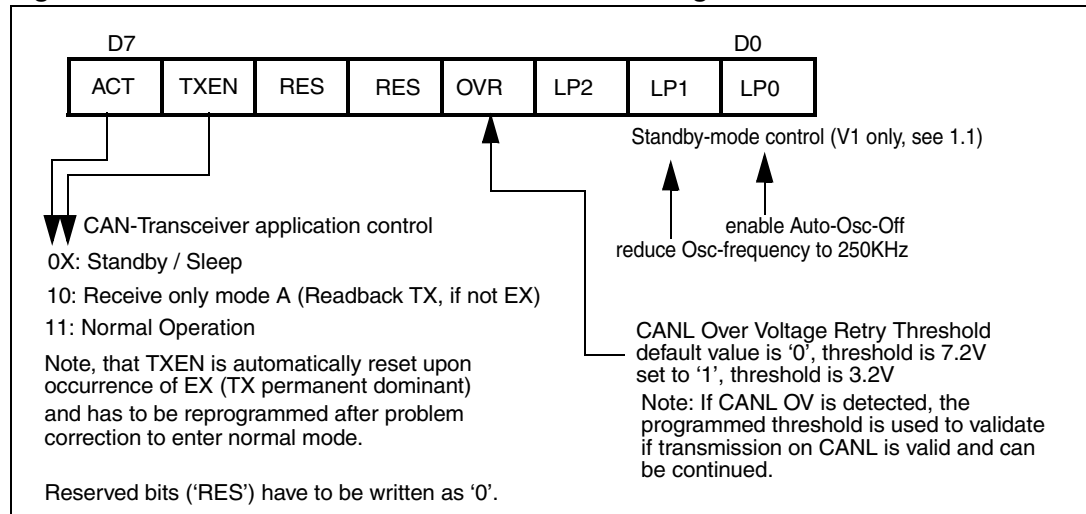 D7 D0
ACT TXEN RES RES OVR LP2 LP1 LP0
Standby-mode control (V1 only, see 1.1)
enable Auto-Osc-Off
reduce Osc-frequency to 250KHz
CAN-Transceiver application control
0X: Standby / Sleep
10: Receive only mode A (Readback TX, if not EX)
11: Normal Operation
Note, that TXEN is automatically reset upon
occurrence of EX (TX permanent dominant)
and has to be reprogrammed after problem
correction to enter normal mode.
Reserved bits (‘RES’) have to be written as ‘0’.
CANL Over Voltage Retry Threshold
default value is ‘0’, threshold is 7.2V
set to ‘1’, threshold is 3.2V
Note: If CANL OV is detected, the
programmed threshold is used to validate
if transmission on CANL is valid and can
be continued.